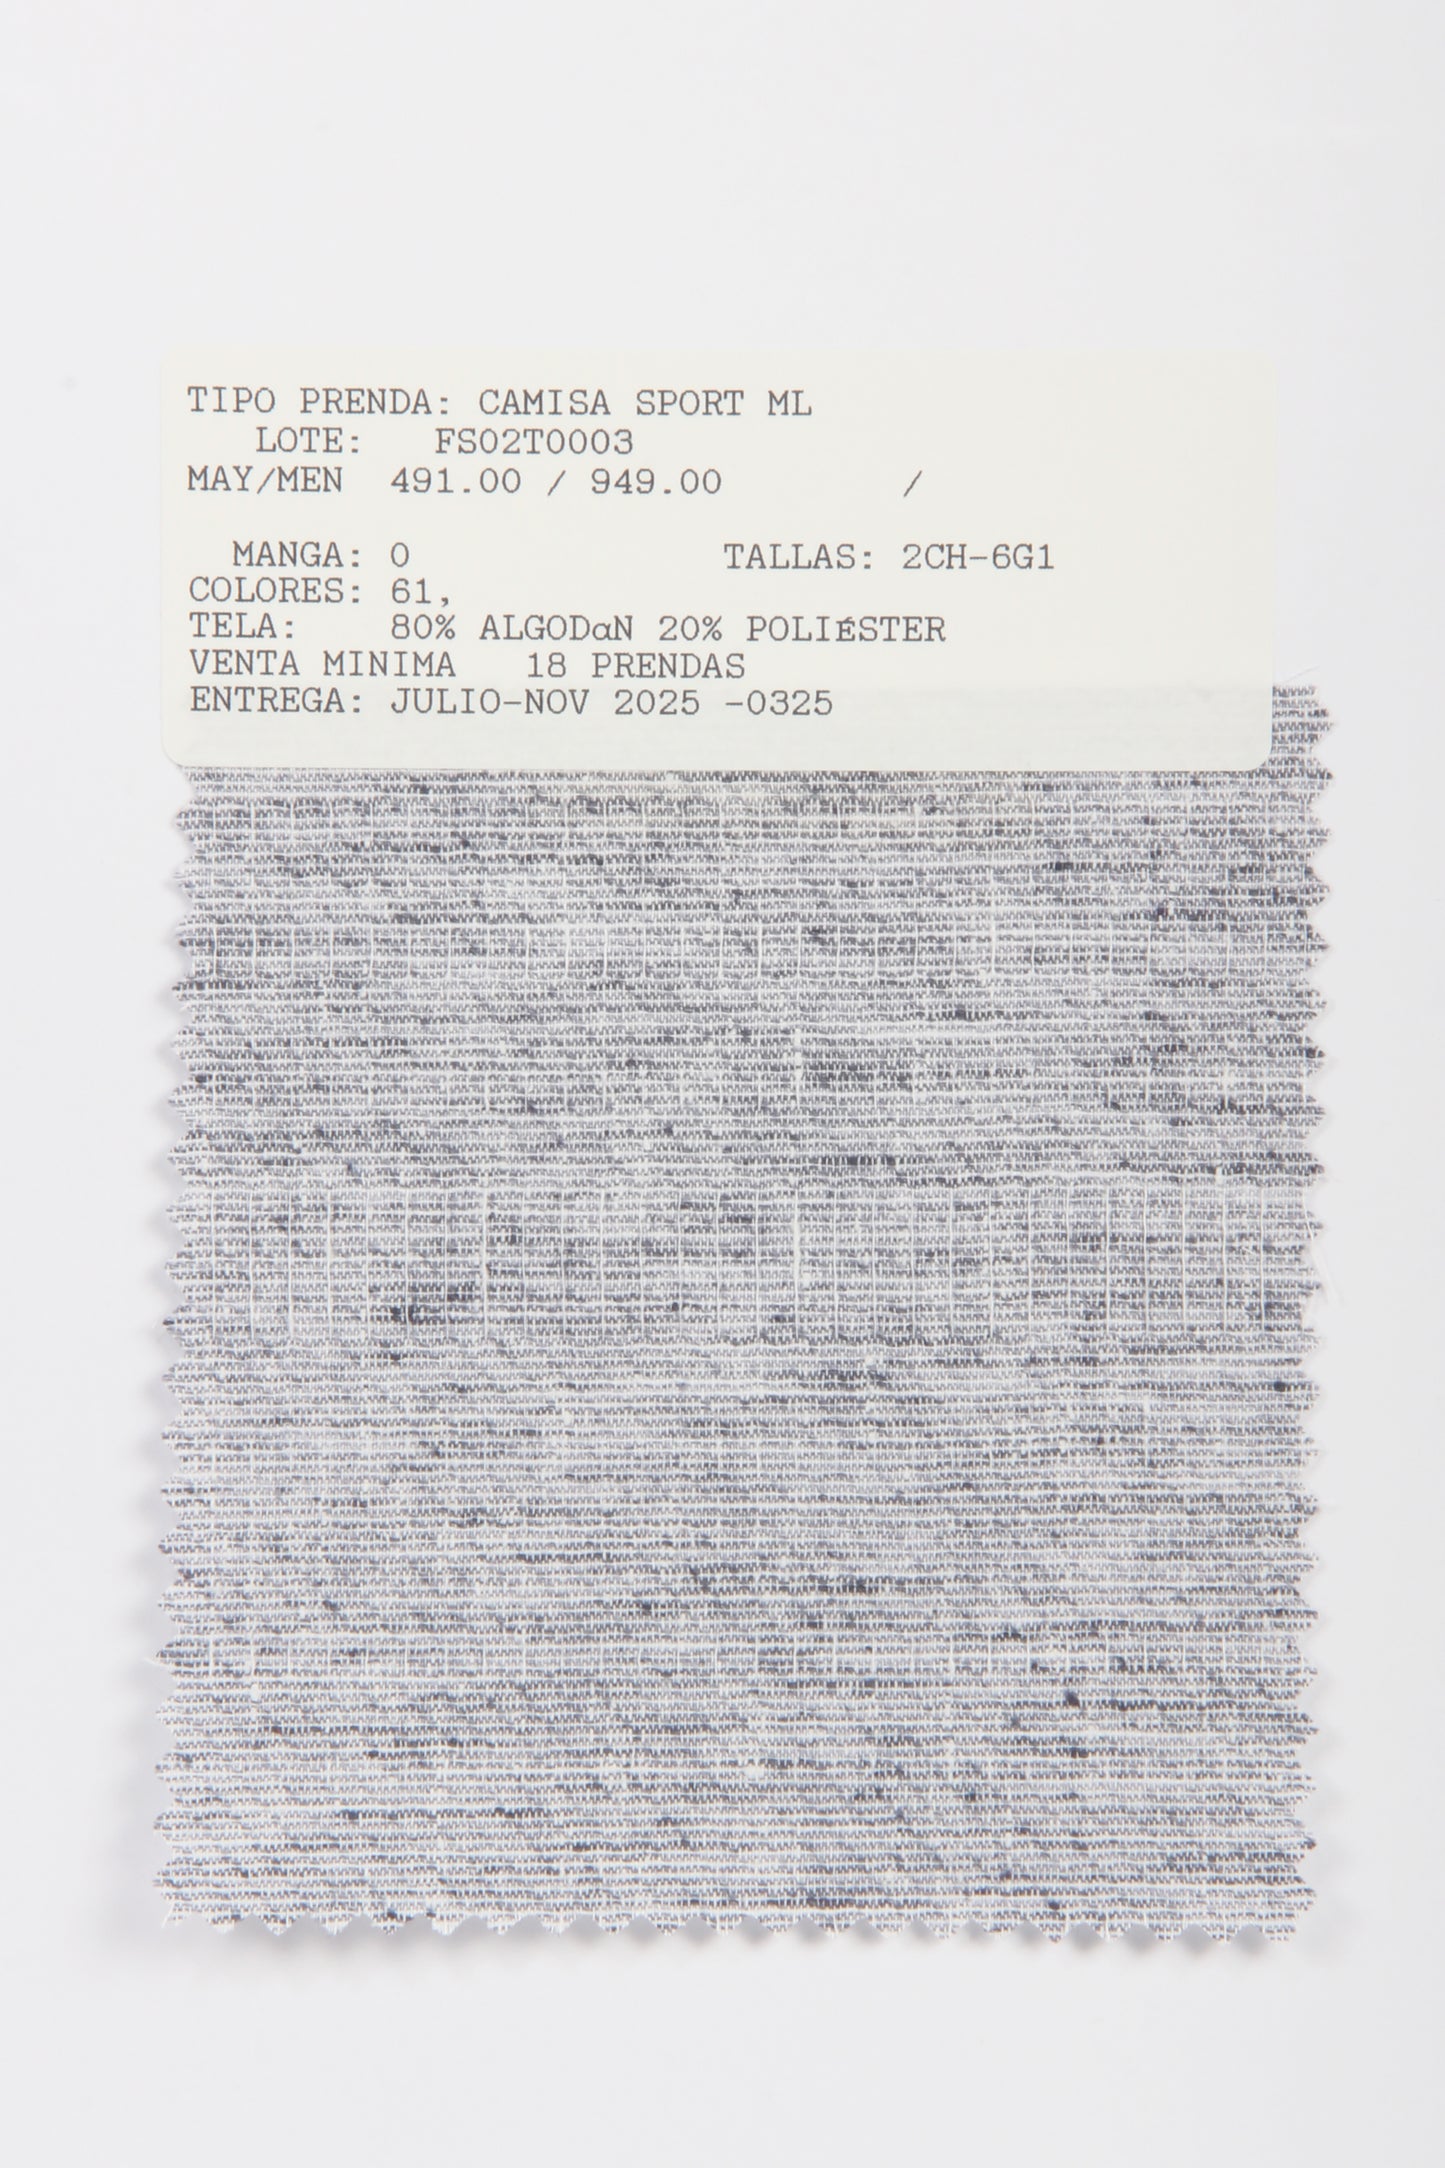 TIPO PRENDA: CAMISA SPORT ML
LOTE: FS02T0003
MAY/MEN 491.00 / 949.00 /
MANGA: 0 TALLAS: 2CH-6G1
COLORES: 61,
TELA: 80% ALGODαN 20% POLIÉSTER
VENTA MINIMA 18 PRENDAS
ENTREGA: JULIO-NOV 2025 -0325